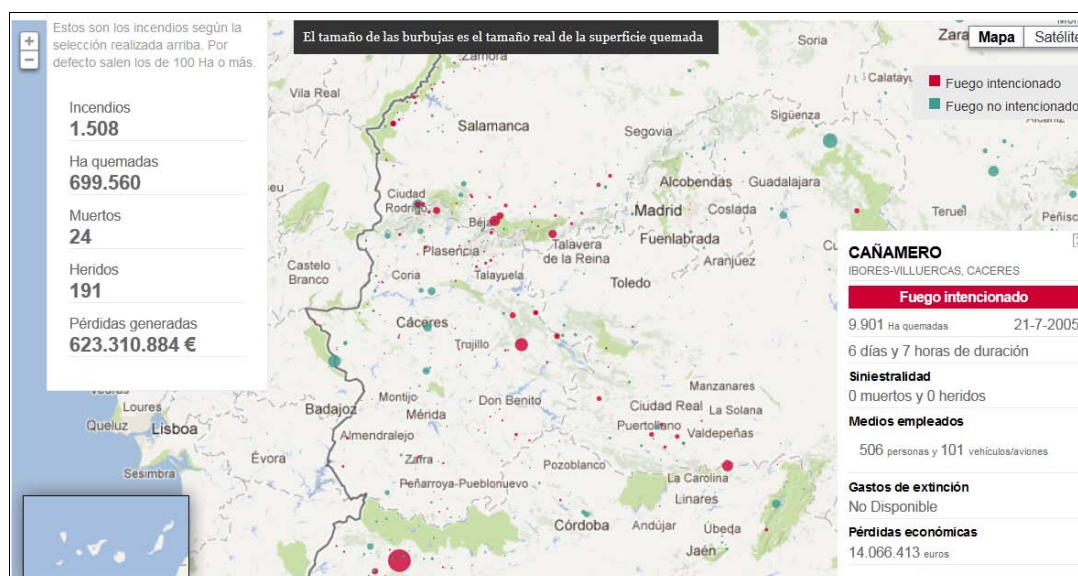 Estos son los incendios según la
selección realizada arriba. Por
defecto salen los de 100 Ha o más.
Incendios
1.508
Ha quemadas
699.560
Muertos
24
Heridos
191
Pérdidas generadas
623.310.884 €
El tamaño de las burbujas es el tamaño real de la superficie quemada
Mapa
Satélite
Fuego intencionado
Fuego no intencionado
Zamora
Soria
Zara
Calatayu
Vila Real
Salamanca
Segovia
Sigüenza
Alcañiz
Alcobendas
Guadalajara
Ciudad
Rodrigo
Madrid
Coslada
Teruel
Peñísc
Béja
Plasencia
Talavera
de la Reina
Fuenlabrada
Aranjuez
Castelo
Branco
Coria
Talayuela
Toledo
Cáceres
Trujillo
Manzanares
Loures
Queluz
Lisboa
Badajoz
Montijo
Mérida
Don Benito
Ciudad Real
La Solana
Puertollano
Valdepeñas
Almendralejo
Évora
Zafra
Sesimbra
Pozoblanco
Peñarroya-Pueblonuevo
La Carolina
Linares
Córdoba
Andújar
Úbeda
Jaén
CAÑAMERO
IBORES-VILLUERCAS, CACERES
Fuego intencionado
9.901 Ha quemadas 21-7-2005
6 días y 7 horas de duración
Siniestralidad
0 muertos y 0 heridos
Medios empleados
506 personas y 101 vehículos/aviones
Gastos de extinción
No Disponible
Pérdidas económicas
14.066.413 euros